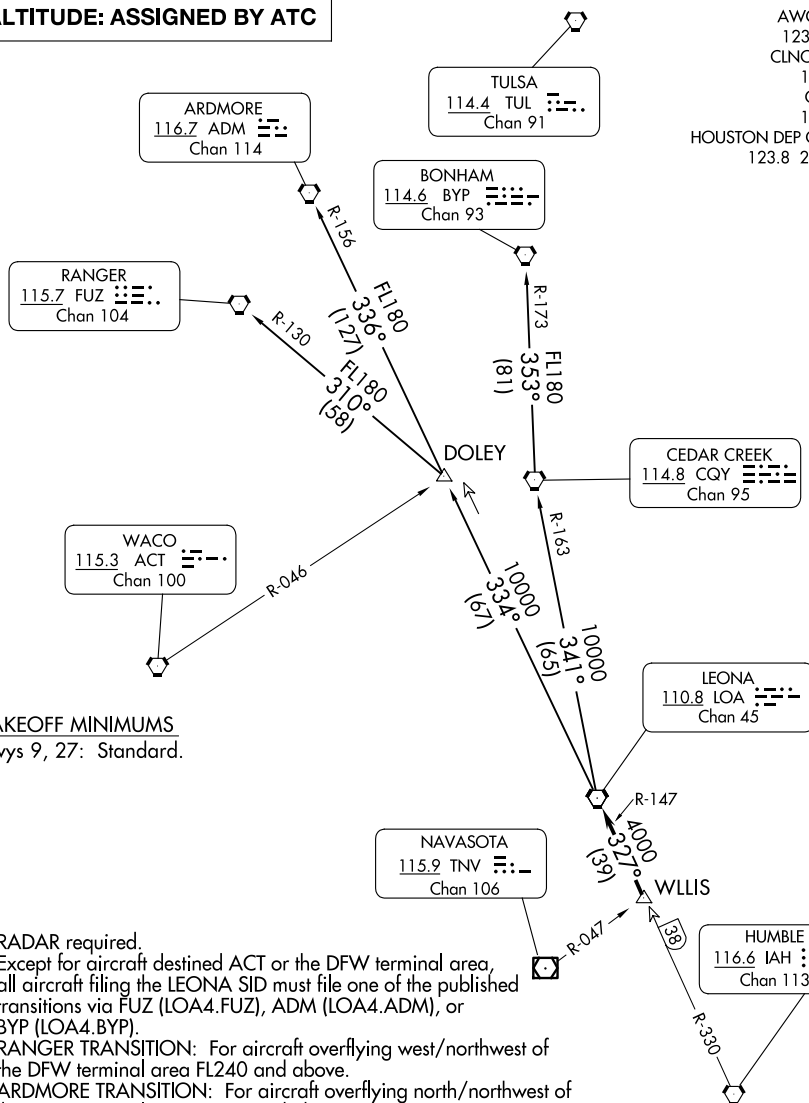 ALTITUDE: ASSIGNED BY ATC
123
CLNC
HOUSTON DEP
123.8 2
TULSA
114.4 TUL
Chan 91
ARDMORE
116.7 ADM
Chan 114
BONHAM
114.6 BYP
Chan 93
RANGER
115.7 FUZ
Chan 104
R-156
R-130
R-173
FL180
336°
(127)
FL180
310°
(58)
FL180
353°
(81)
DOLEY
CEDAR CREEK
114.8 CQY
Chan 95
WACO
115.3 ACT
Chan 100
R-046
R-163
10000
334°
(67)
10000
341°
(65)
LEONA
110.8 LOA
Chan 45
TAKEOFF MINIMUMS
Rwys 9, 27: Standard.
R-147
4000
327°
(39)
NAVASOTA
115.9 TNV
Chan 106
WLLIS
R-047
38
HUMBLE
116.6 IAH
Chan 113
R-330
RADAR required.
Except for aircraft destined ACT or the DFW terminal area,
all aircraft filing the LEONA SID must file one of the published
transitions via FUZ (LOA4.FUZ), ADM (LOA4.ADM), or
BYP (LOA4.BYP).
RANGER TRANSITION: For aircraft overflying west/northwest of
the DFW terminal area FL240 and above.
ARDMORE TRANSITION: For aircraft overflying north/northwest of